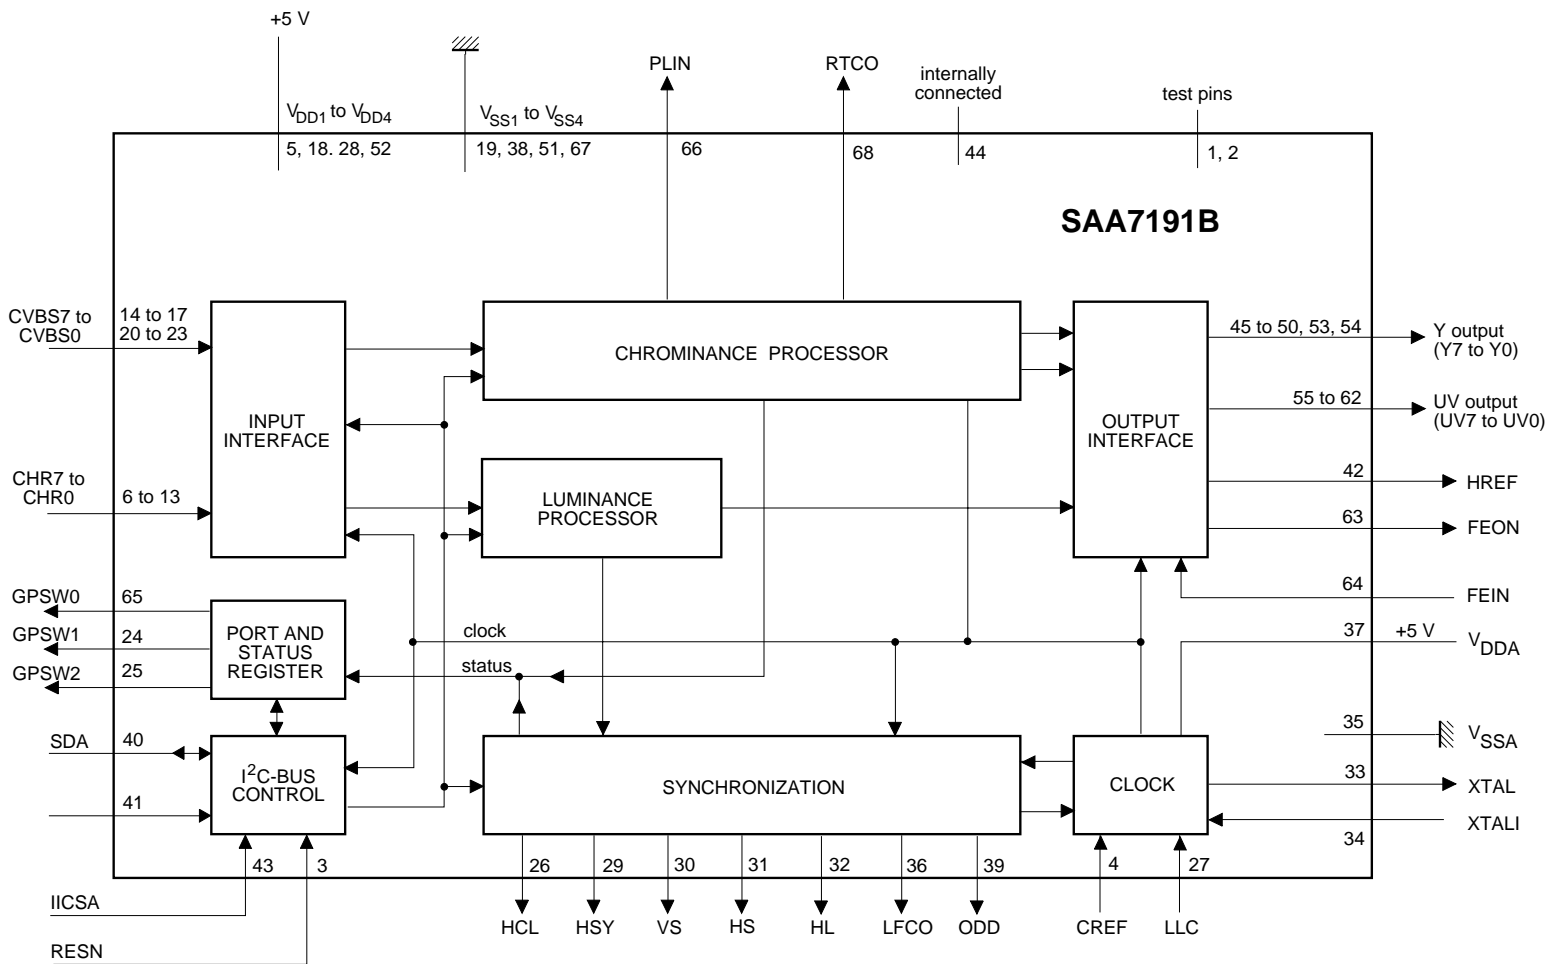 +5 V
PLIN
RTCO
internally
connected
test pins
VDD1 to VDD4
VSS1 to VSS4
5, 18. 28, 52
19, 38, 51, 67
66
68
44
1, 2
SAA7191B
CVBS7 to
CVBS0
14 to 17
20 to 23
INPUT
INTERFACE
CHROMINANCE PROCESSOR
OUTPUT
INTERFACE
45 to 50, 53, 54
Y output
(Y7 to Y0)
55 to 62
UV output
(UV7 to UV0)
CHR7 to
CHR0
6 to 13
LUMINANCE
PROCESSOR
42
HREF
63
FEON
64
FEIN
GPSW0
65
GPSW1
24
GPSW2
25
PORT AND
STATUS
REGISTER
clock
status
37
+5 V
VDDA
35
VSSA
SDA
40
41
I2C-BUS
CONTROL
SYNCHRONIZATION
CLOCK
33
XTAL
34
XTALI
43
3
26
29
30
31
32
36
39
4
27
IICSA
RESN
HCL
HSY
VS
HS
HL
LFCO
ODD
CREF
LLC